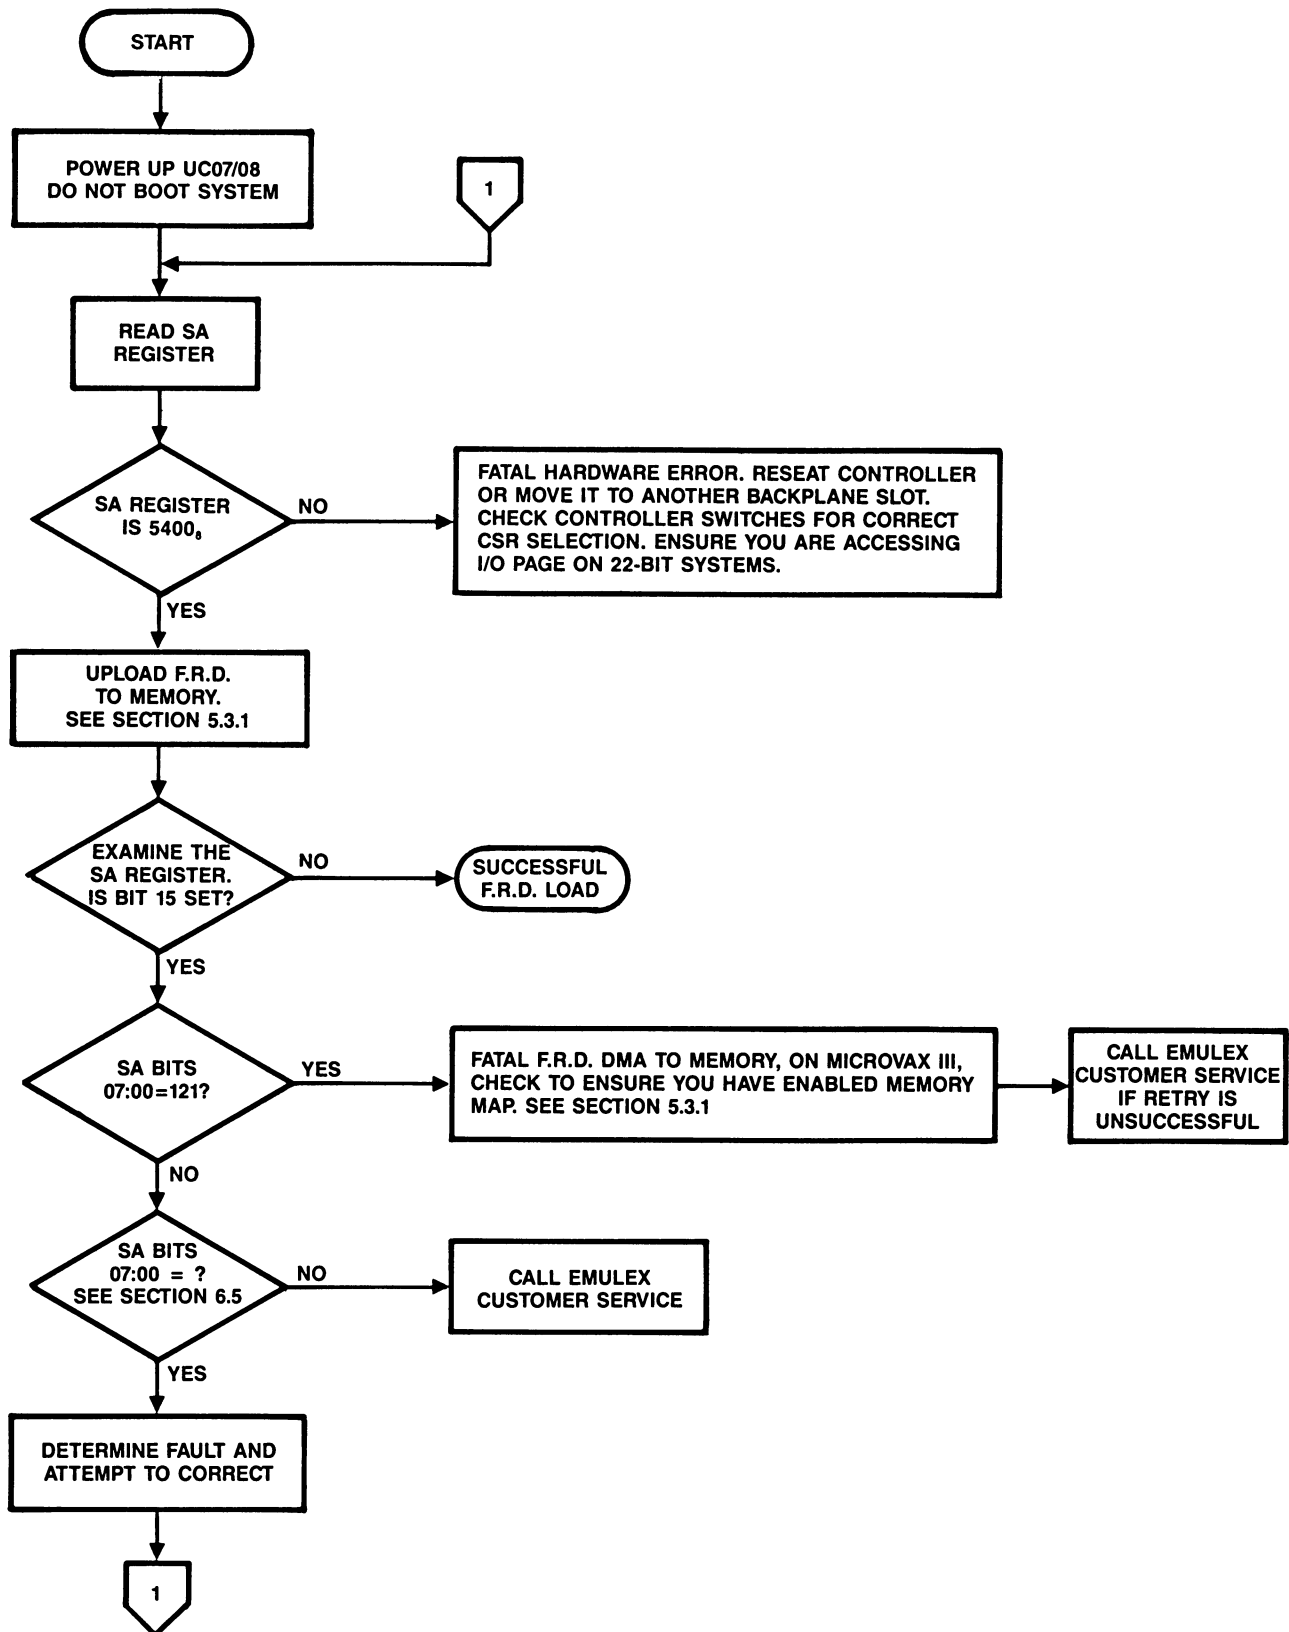 START
POWER UP UC07/08
DO NOT BOOT SYSTEM
1
READ SA
REGISTER
SA REGISTER
IS 5400₈
NO
FATAL HARDWARE ERROR. RESEAT CONTROLLER
OR MOVE IT TO ANOTHER BACKPLANE SLOT.
CHECK CONTROLLER SWITCHES FOR CORRECT
CSR SELECTION. ENSURE YOU ARE ACCESSING
I/O PAGE ON 22-BIT SYSTEMS.
YES
UPLOAD F.R.D.
TO MEMORY.
SEE SECTION 5.3.1
EXAMINE THE
SA REGISTER.
IS BIT 15 SET?
NO
SUCCESSFUL
F.R.D. LOAD
YES
SA BITS
07:00=121?
YES
FATAL F.R.D. DMA TO MEMORY, ON MICROVAX III,
CHECK TO ENSURE YOU HAVE ENABLED MEMORY
MAP. SEE SECTION 5.3.1
CALL EMULEX
CUSTOMER SERVICE
IF RETRY IS
UNSUCCESSFUL
NO
SA BITS
07:00 = ?
SEE SECTION 6.5
NO
CALL EMULEX
CUSTOMER SERVICE
YES
DETERMINE FAULT AND
ATTEMPT TO CORRECT
1